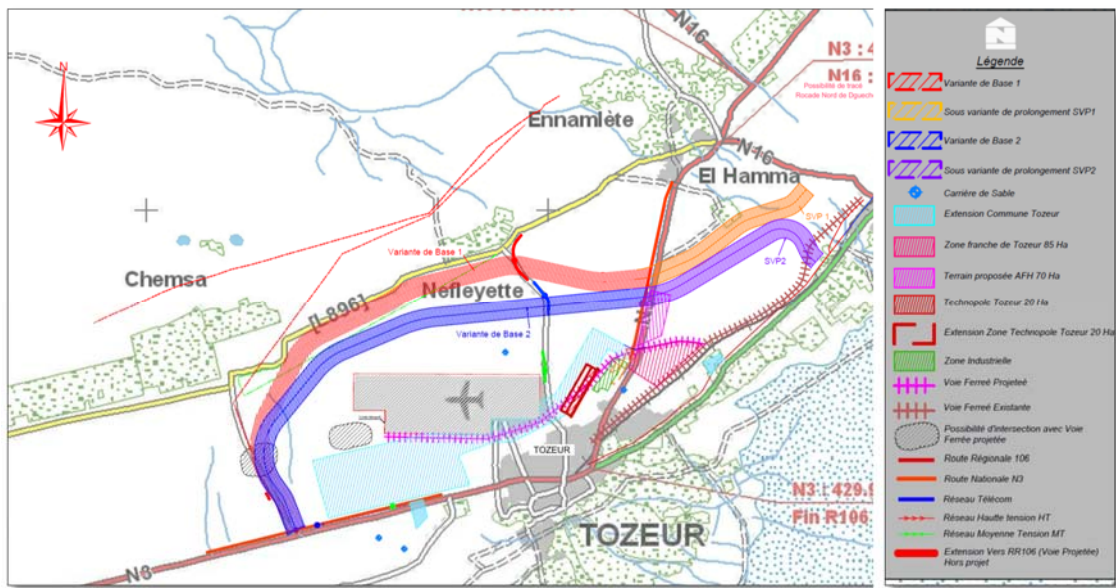 N16
N3 : 4
N16 :
Possibilité de tracé
Rocade Nord de Dguech
N
Ennamlète
N16
El Hamma
SVP 1
Variante de Base 1
SVP2
Chemsa
Nefleyette
[L896]
Variante de Base 2
TOZEUR
N3 : 429.9
Fin R106
TOZEUR
N3
Légende
Variante de Base 1
Sous variante de prolongement SVP1
Variante de Base 2
Sous variante de prolongement SVP2
Carrière de Sable
Extension Commune Tozeur
Zone franche de Tozeur 85 Ha
Terrain proposée AFH 70 Ha
Technopole Tozeur 20 Ha
Extension Zone Technopole Tozeur 20 Ha
Zone Industrielle
Voie Ferreé Projeteé
Voie Ferreé Existante
Possibilité d'intersection avec Voie
Ferrée projetée
Route Régionale 106
Route Nationale N3
Réseau Télécom
Réseau Hautte tension HT
Réseau Moyenne Tension MT
Extension Vers RR106 (Voie Projetée)
Hors projet